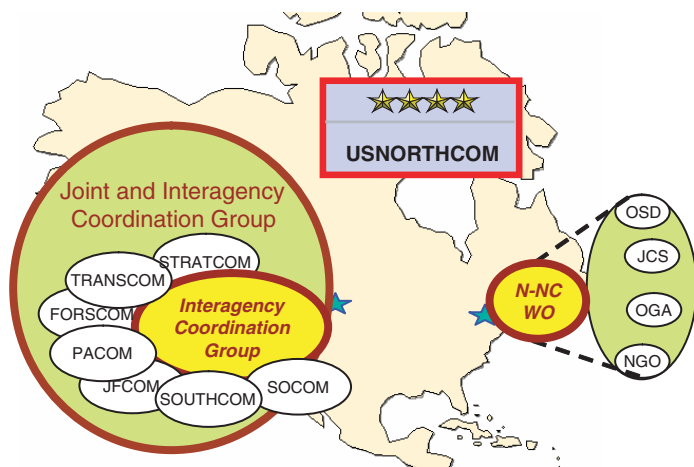 USNORTHCOM
Joint and Interagency
Coordination Group
STRATCOM
TRANSCOM
FORSCOM
PACOM
JFCOM
SOUTHCOM
SOCOM
Interagency
Coordination
Group
N-NC
WO
OSD
JCS
OGA
NGO